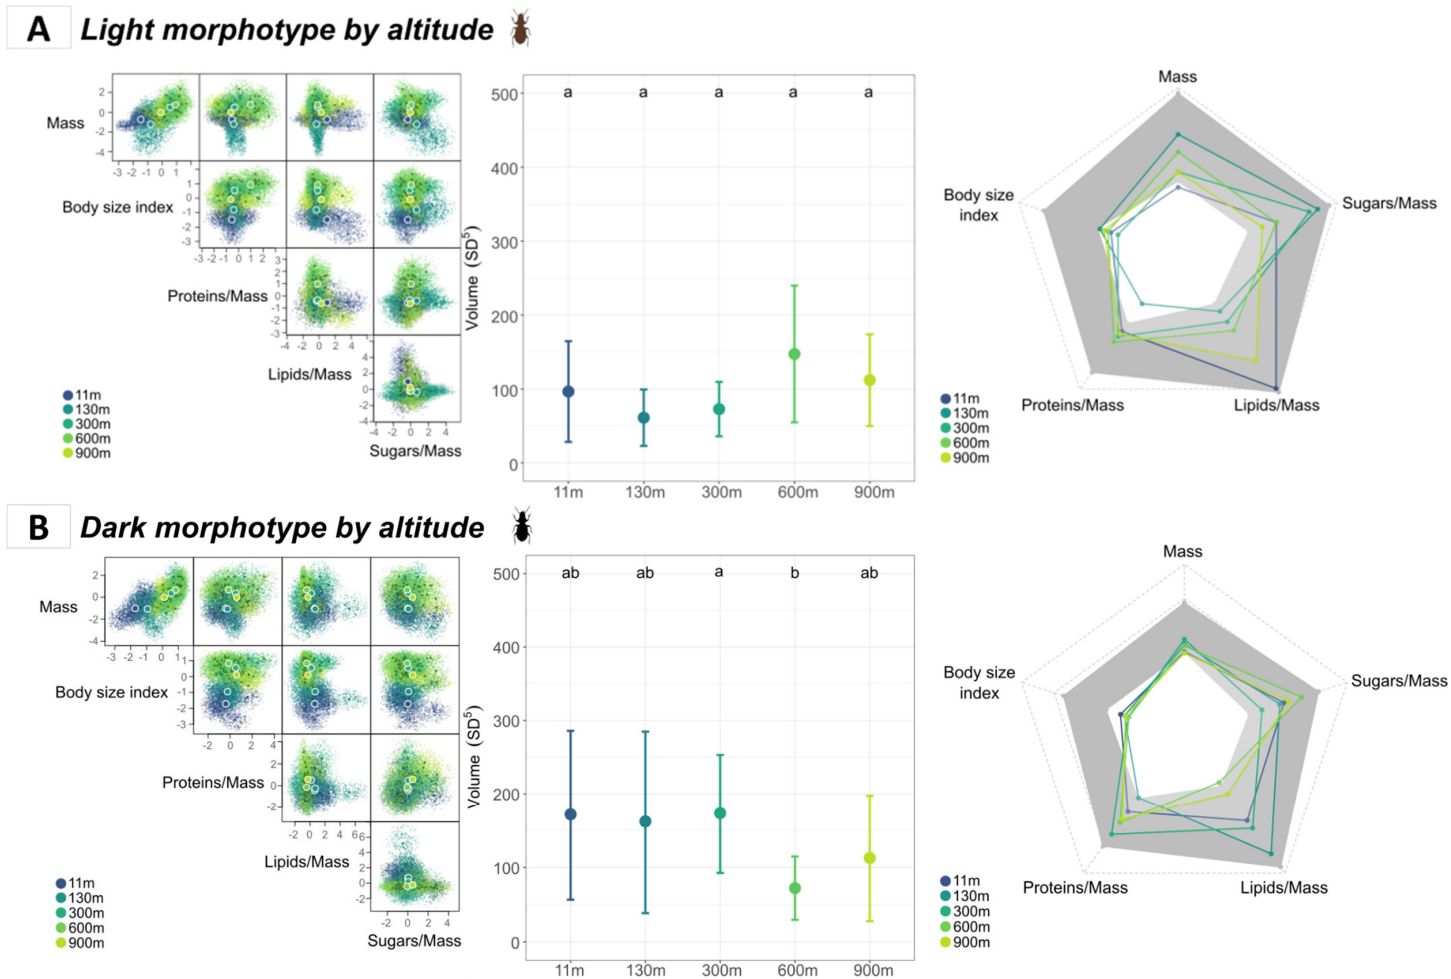 A Light morphotype by altitude
Mass
2
0
-2
-4
-3 -2 -1 0 1
Body size index
1
0
-1
-2
-3
-3 -2 -1 0 1 2
Proteins/Mass
3
2
1
0
-1
-2
-3
-4 -2 0 2 4
Lipids/Mass
4
2
0
-2
-4
-4 -2 0 2 4
Sugars/Mass
11m
130m
300m
600m
900m
Volume (SD5)
500
400
300
200
100
0
a a a a a
11m 130m 300m 600m 900m
Mass
Sugars/Mass
Lipids/Mass
Proteins/Mass
Body size
index
11m
130m
300m
600m
900m
B Dark morphotype by altitude
Mass
2
0
-2
-4
-3 -2 -1 0 1
Body size index
1
0
-1
-2
-3
-2 0 2
Proteins/Mass
4
2
0
-2
-2 0 2 4 6
Lipids/Mass
6
4
2
0
-2
-2 0 2 4
Sugars/Mass
11m
130m
300m
600m
900m
Volume (SD5)
500
400
300
200
100
0
ab ab a b ab
11m 130m 300m 600m 900m
Mass
Sugars/Mass
Lipids/Mass
Proteins/Mass
Body size
index
11m
130m
300m
600m
900m